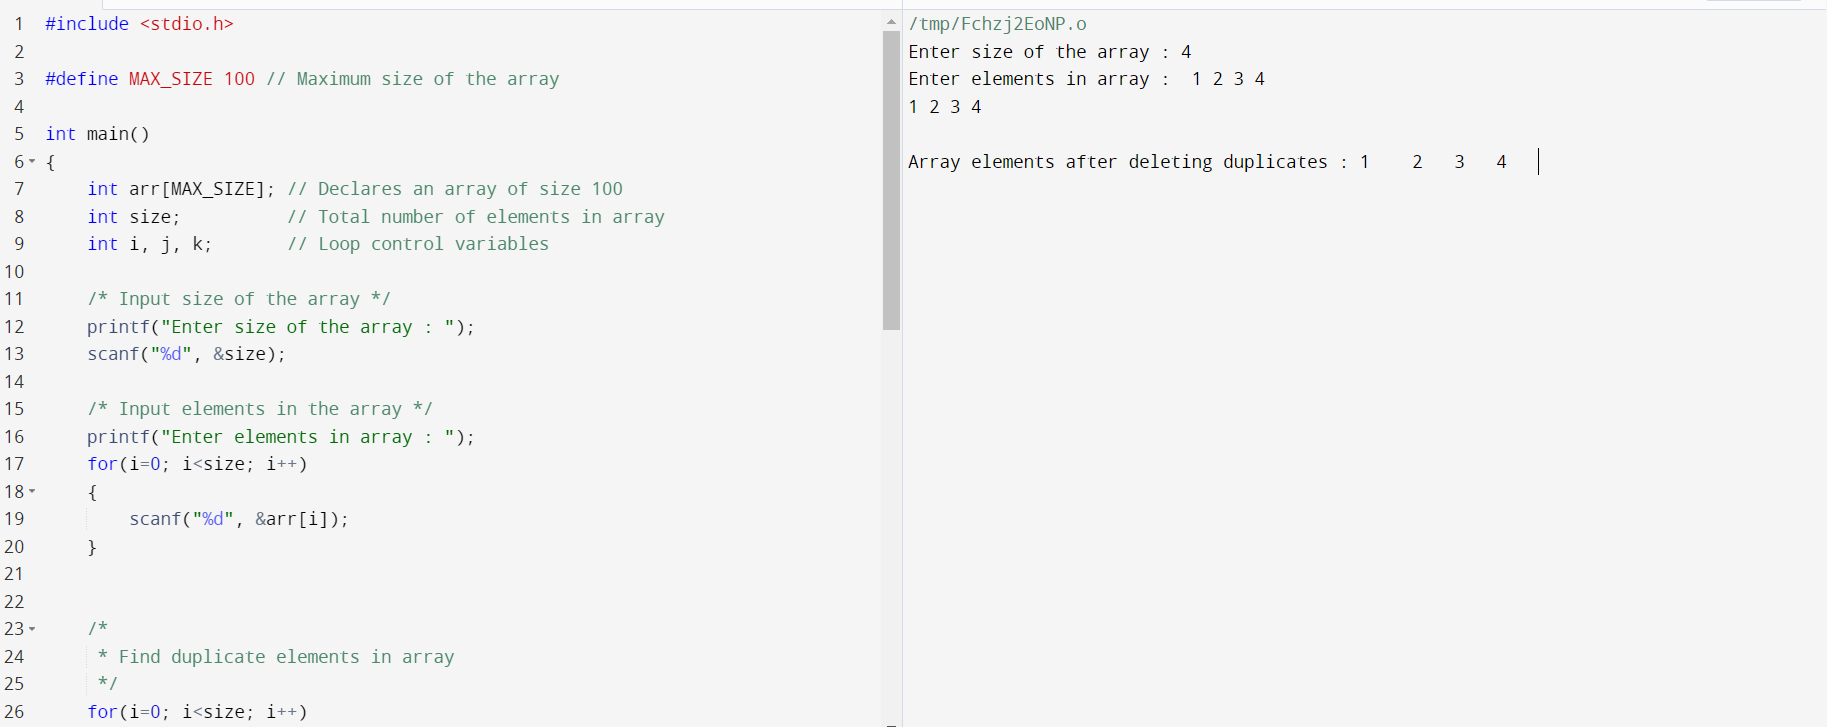 1 #include <stdio.h>
2
3 #define MAX_SIZE 100 // Maximum size of the array
4
5 int main()
6 {
7     int arr[MAX_SIZE]; // Declares an array of size 100
8     int size;          // Total number of elements in array
9     int i, j, k;       // Loop control variables
10
11     /* Input size of the array */
12     printf("Enter size of the array : ");
13     scanf("%d", &size);
14
15     /* Input elements in the array */
16     printf("Enter elements in array : ");
17     for(i=0; i<size; i++)
18     {
19         scanf("%d", &arr[i]);
20     }
21
22
23     /*
24      * Find duplicate elements in array
25      */
26     for(i=0; i<size; i++)
/tmp/Fchzj2EoNP.o
Enter size of the array : 4
Enter elements in array :  1 2 3 4
1 2 3 4
Array elements after deleting duplicates : 1    2   3   4